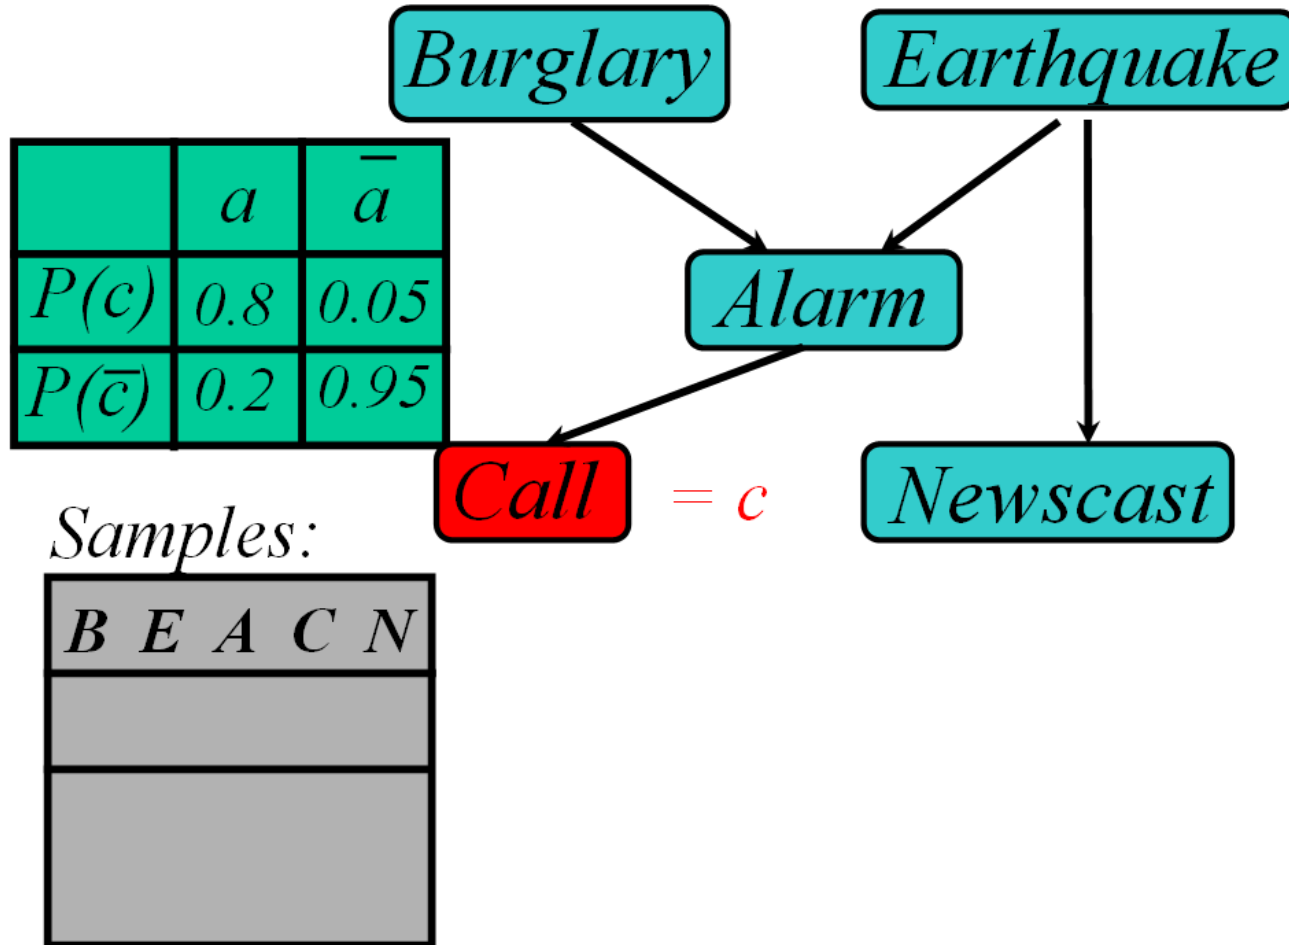 Burglary Earthquake
a a̅
P(c) 0.8 0.05
P(c̅) 0.2 0.95
Alarm
Call = c
Newscast
Samples:
B E A C N